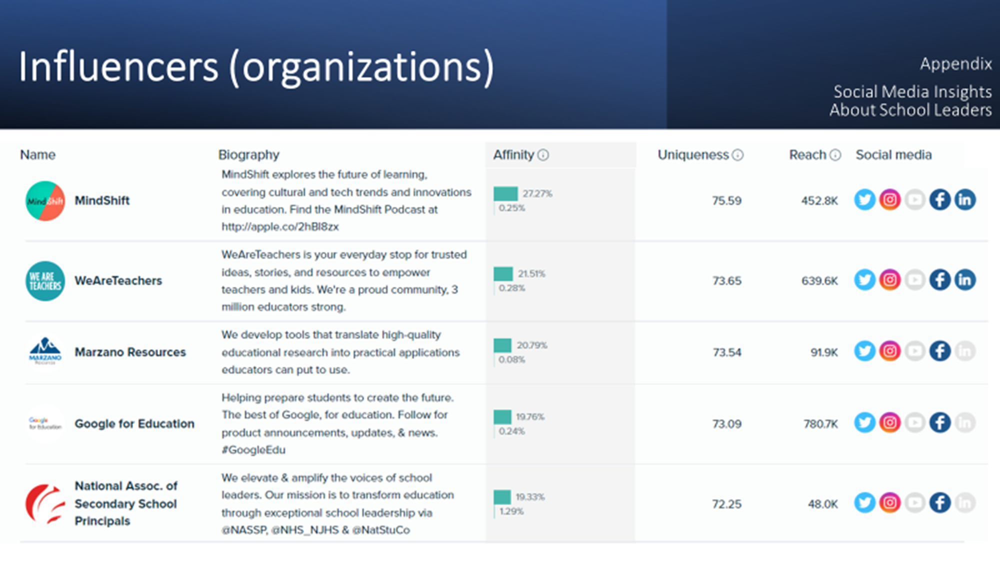 Influencers (organizations)
Appendix
Social Media Insights
About School Leaders
Name Biography Affinity Uniqueness Reach Social media
MindShift
MindShift
MindShift explores the future of learning,
covering cultural and tech trends and innovations
in education. Find the MindShift Podcast at
http://apple.co/2hBl8zx
27.27%
0.25%
75.59
452.8K
WE ARE
TEACHERS
WeAreTeachers
WeAreTeachers is your everyday stop for trusted
ideas, stories, and resources to empower
teachers and kids. We're a proud community, 3
million educators strong.
21.51%
0.28%
73.65
639.6K
MARZANO
Resources
Marzano Resources
We develop tools that translate high-quality
educational research into practical applications
educators can put to use.
20.79%
0.08%
73.54
91.9K
Google
for Education
Google for Education
Helping prepare students to create the future.
The best of Google, for education. Follow for
product announcements, updates, & news.
#GoogleEdu
19.76%
0.24%
73.09
780.7K
National Assoc. of
Secondary School
Principals
We elevate & amplify the voices of school
leaders. Our mission is to transform education
through exceptional school leadership via
@NASSP, @NHS_NJHS & @NatStuCo
19.33%
1.29%
72.25
48.0K